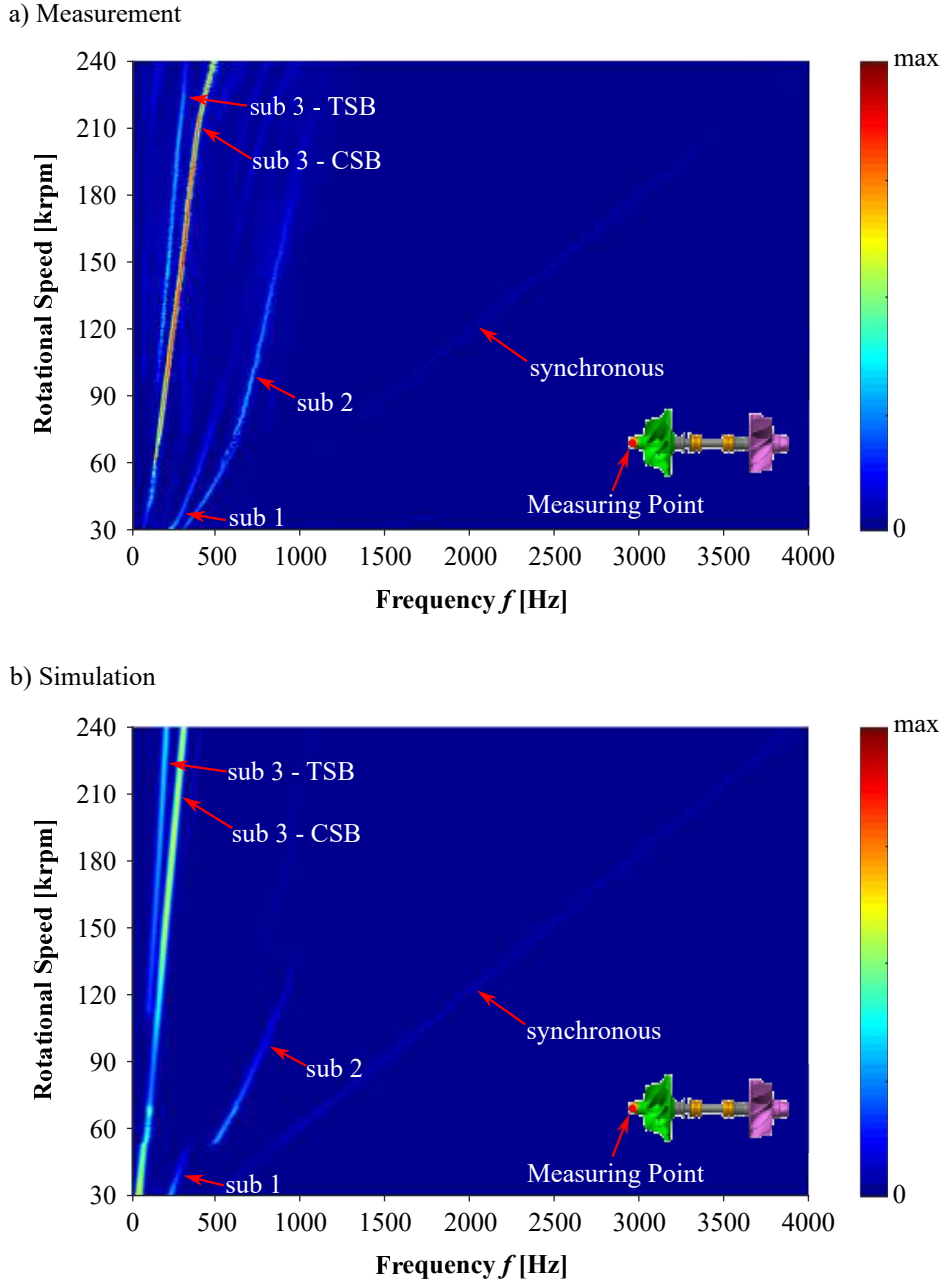 a) Measurement
max
240
210
180
150
120
90
60
30
Rotational Speed [krpm]
sub 3 - TSB
sub 3 - CSB
synchronous
sub 2
sub 1
Measuring Point
0
0 500 1000 1500 2000 2500 3000 3500 4000
Frequency f [Hz]
b) Simulation
max
240
210
180
150
120
90
60
30
Rotational Speed [krpm]
sub 3 - TSB
sub 3 - CSB
synchronous
sub 2
sub 1
Measuring Point
0
0 500 1000 1500 2000 2500 3000 3500 4000
Frequency f [Hz]